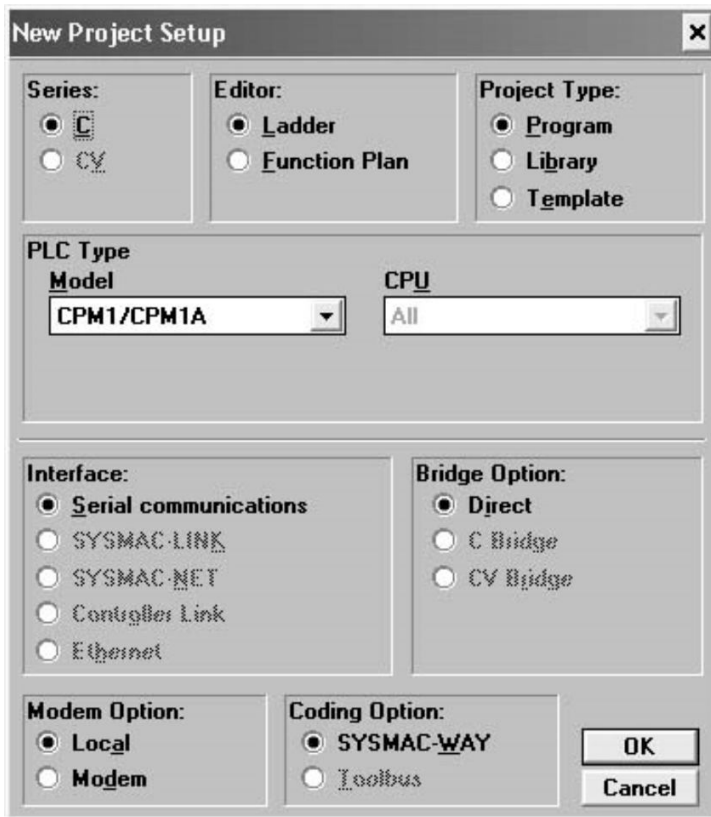 New Project Setup
Series:
C
CV
Editor:
Ladder
Function Plan
Project Type:
Program
Library
Template
PLC Type
Model
CPM1/CPM1A
CPU
All
Interface:
Serial communications
SYSMAC-LINK
SYSMAC-NET
Controller Link
Ethernet
Bridge Option:
Direct
C Bridge
CV Bridge
Modem Option:
Local
Modem
Coding Option:
SYSMAC-WAY
Toolbus
OK
Cancel